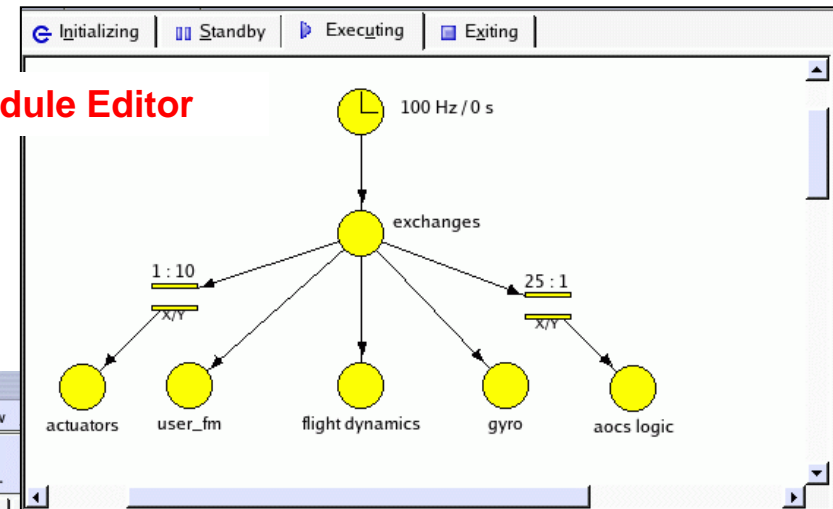 Initializing
Standby
Executing
Exiting
dule Editor
100 Hz / 0 s
exchanges
1 : 10
25 : 1
X/Y
X/Y
actuators
user_fm
flight dynamics
gyro
aocs logic